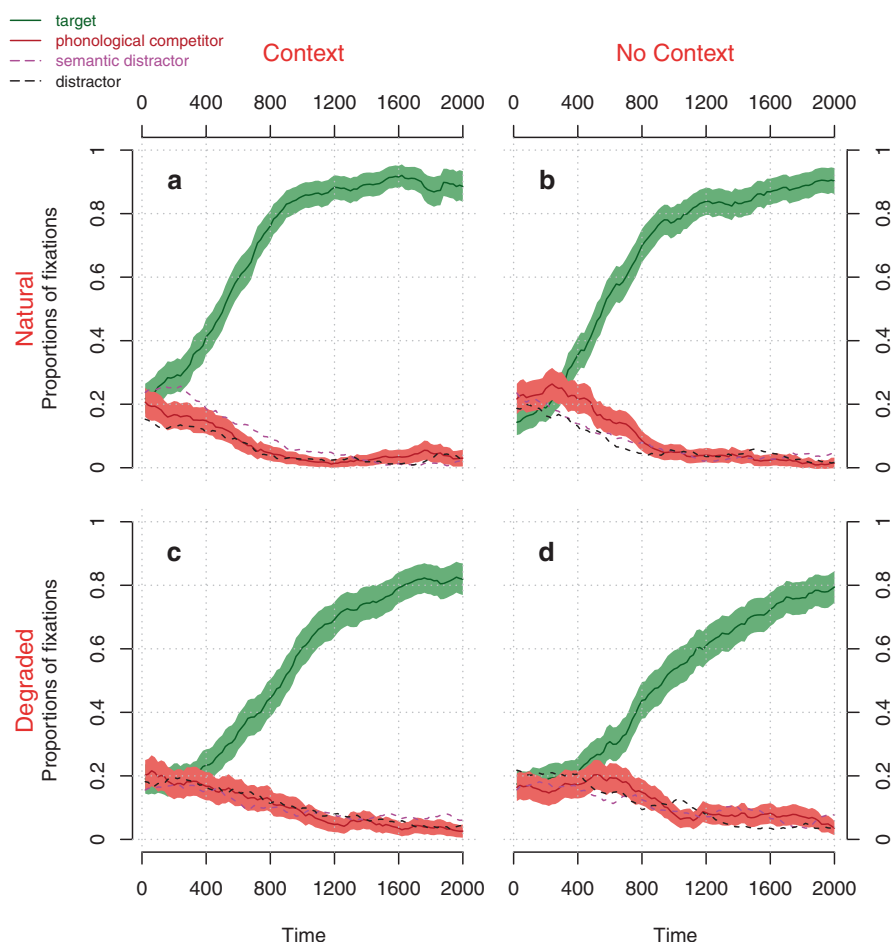 target
phonological competitor
semantic distractor
distractor
Context
No Context
0 400 800 1200 1600 2000
0 400 800 1200 1600 2000
a
b
Natural
Proportions of fixations
0 0.2 0.4 0.6 0.8 1
0 0.2 0.4 0.6 0.8 1
c
d
Degraded
Proportions of fixations
0 0.2 0.4 0.6 0.8 1
0 0.2 0.4 0.6 0.8 1
0 400 800 1200 1600 2000
0 400 800 1200 1600 2000
Time
Time